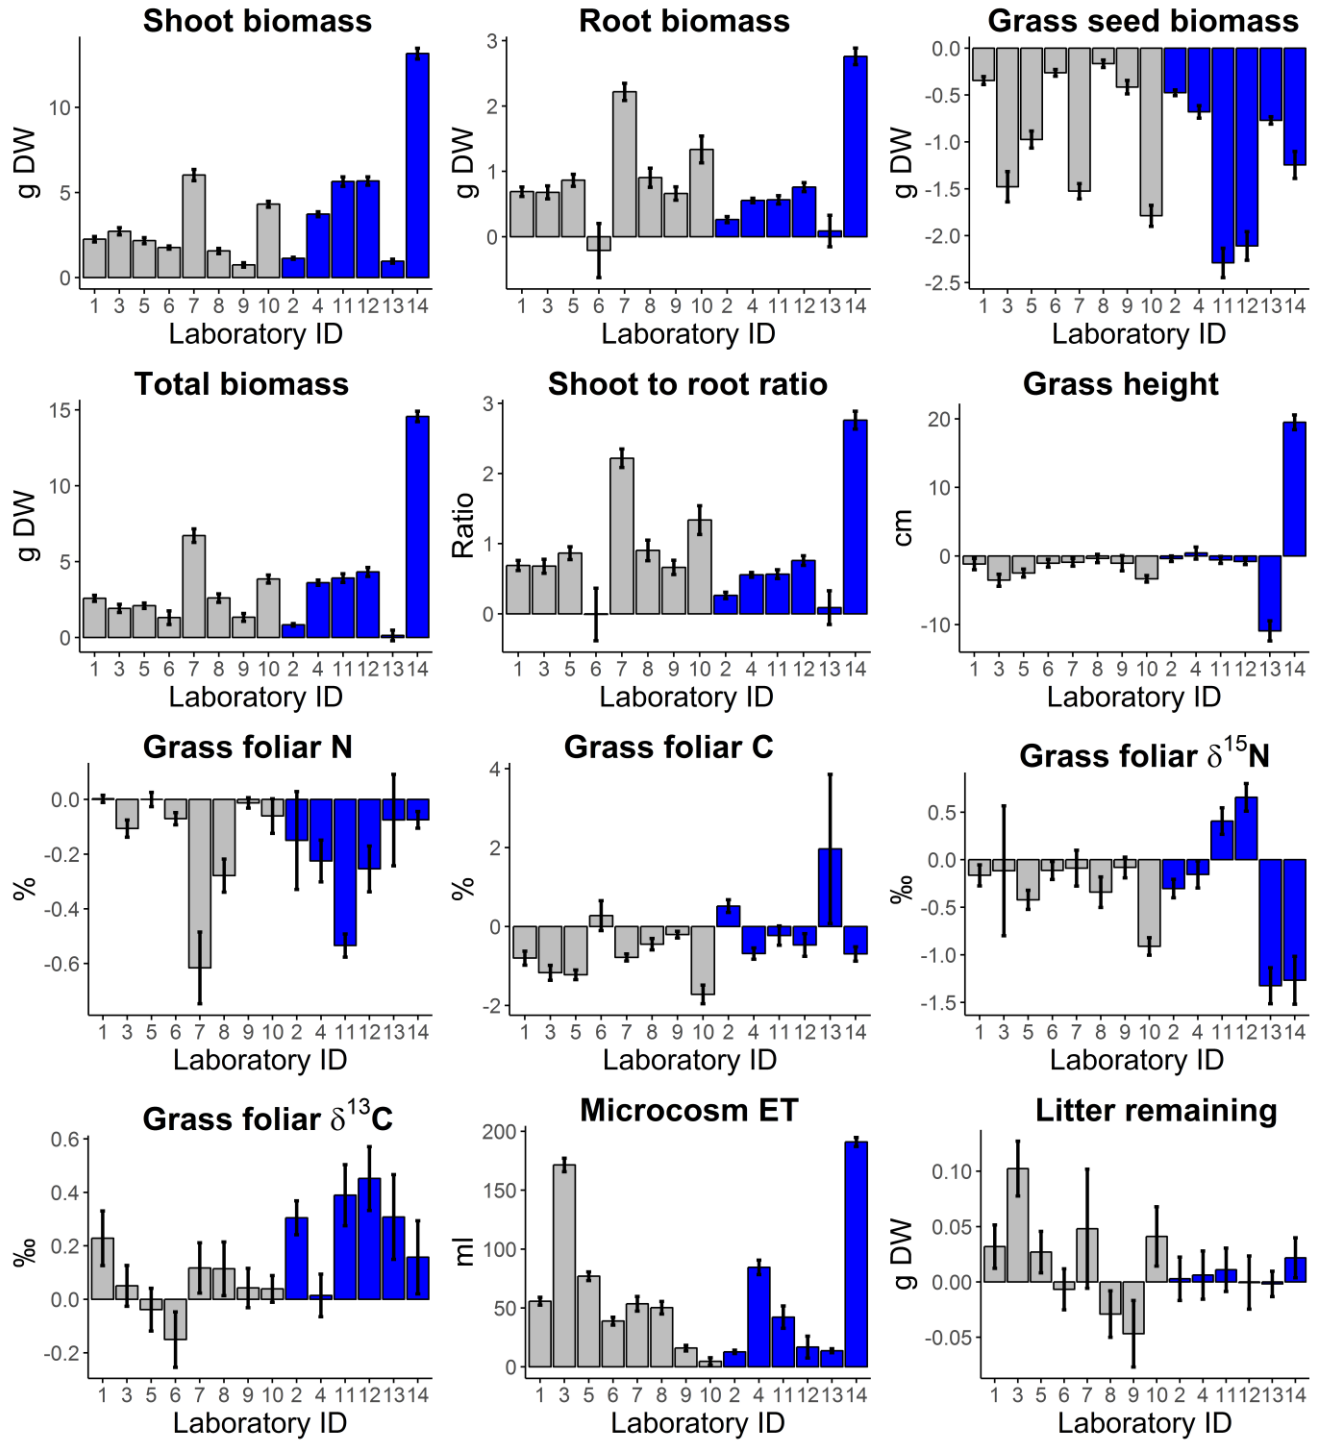 Shoot biomass
g DW
10
5
0
1 3 5 6 7 8 9 10 2 4 11 12 13 14
Laboratory ID
Root biomass
g DW
3
2
1
0
1 3 5 6 7 8 9 10 2 4 11 12 13 14
Laboratory ID
Grass seed biomass
g DW
0.0
-0.5
-1.0
-1.5
-2.0
-2.5
1 3 5 6 7 8 9 10 2 4 11 12 13 14
Laboratory ID
Total biomass
g DW
15
10
5
0
1 3 5 6 7 8 9 10 2 4 11 12 13 14
Laboratory ID
Shoot to root ratio
Ratio
3
2
1
0
1 3 5 6 7 8 9 10 2 4 11 12 13 14
Laboratory ID
Grass height
cm
20
10
0
-10
1 3 5 6 7 8 9 10 2 4 11 12 13 14
Laboratory ID
Grass foliar N
%
0.0
-0.2
-0.4
-0.6
1 3 5 6 7 8 9 10 2 4 11 12 13 14
Laboratory ID
Grass foliar C
%
4
2
0
-2
1 3 5 6 7 8 9 10 2 4 11 12 13 14
Laboratory ID
Grass foliar δ¹⁵N
‰
0.5
0.0
-0.5
-1.0
-1.5
1 3 5 6 7 8 9 10 2 4 11 12 13 14
Laboratory ID
Grass foliar δ¹³C
‰
0.6
0.4
0.2
0.0
-0.2
1 3 5 6 7 8 9 10 2 4 11 12 13 14
Laboratory ID
Microcosm ET
ml
200
150
100
50
0
1 3 5 6 7 8 9 10 2 4 11 12 13 14
Laboratory ID
Litter remaining
g DW
0.10
0.05
0.00
-0.05
1 3 5 6 7 8 9 10 2 4 11 12 13 14
Laboratory ID